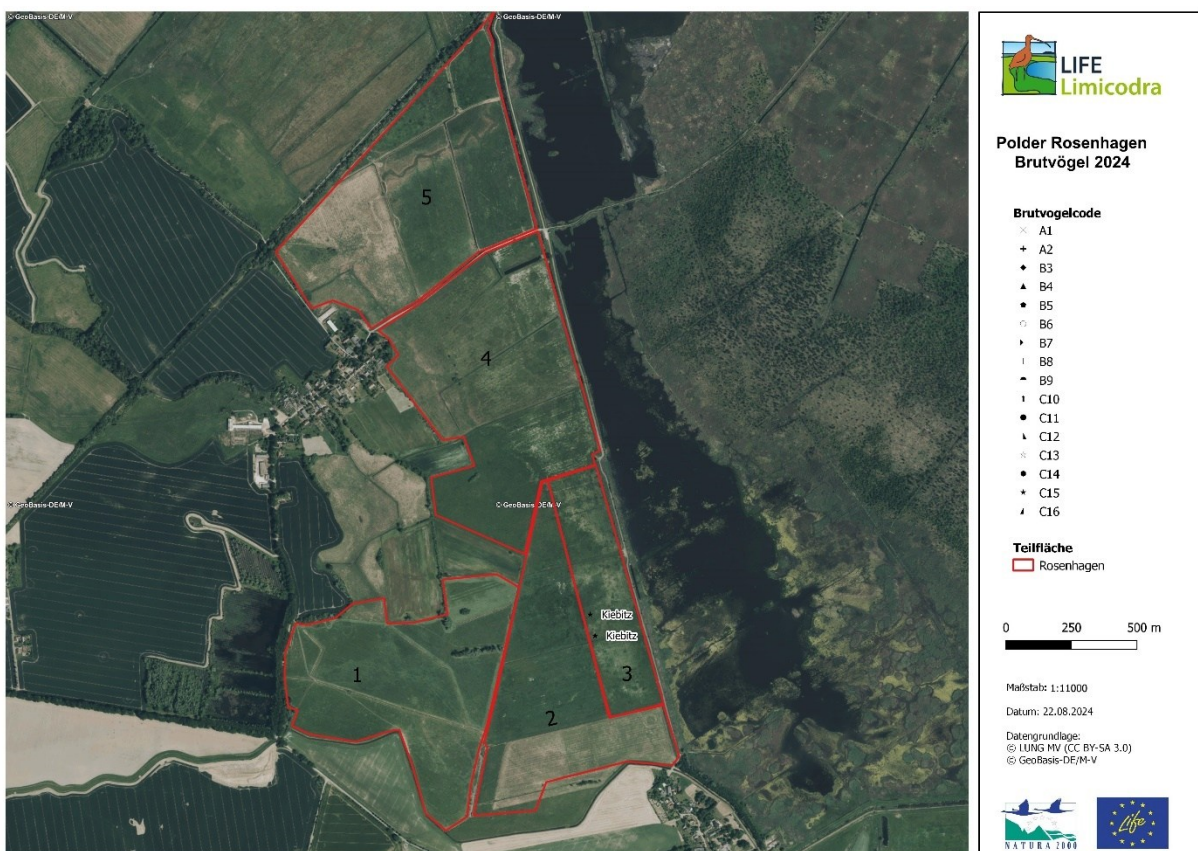 © GeoBasis-DE/M-V
© GeoBasis-DE/M-V
5
4
© GeoBasis-DE/M-V
© GeoBasis-DE/M-V
Kiebitz
Kiebitz
1
3
2
LIFE
Limicodra
Polder Rosenhagen
Brutvögel 2024
Brutvogelcode
A1
A2
B3
B4
B5
B6
B7
B8
B9
C10
C11
C12
C13
C14
C15
C16
Teilfläche
Rosenhagen
0 250 500 m
Maßstab: 1:11000
Datum: 22.08.2024
Datengrundlage:
© LUNG MV (CC BY-SA 3.0)
© GeoBasis-DE/M-V
NATURA 2000
Life